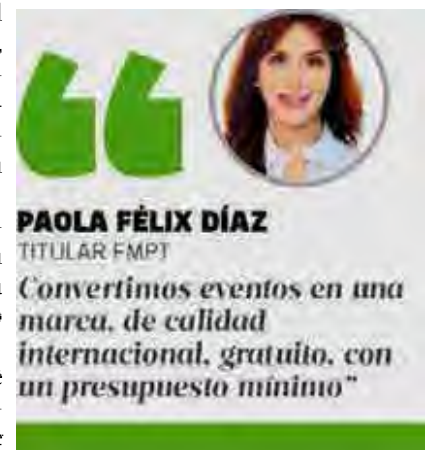 PAOLA FÉLIX DÍAZ
TITULAR FMPT
Convertimos eventos en una
marca, de calidad
internacional, gratuito, con
un presupuesto mínimo”